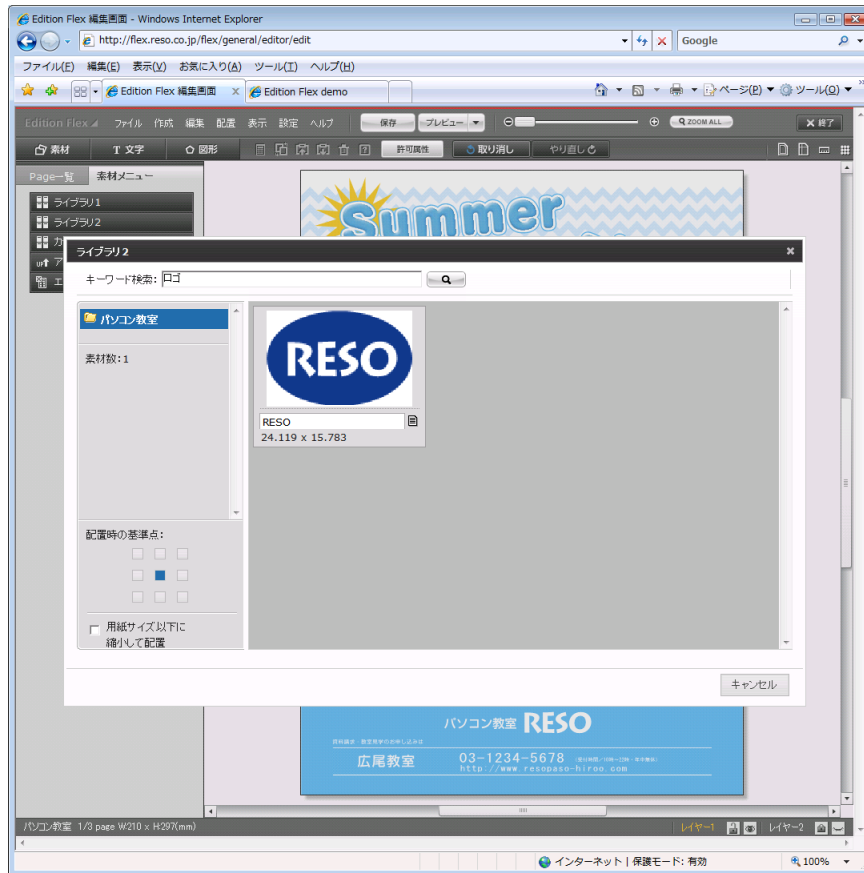 Edition Flex 編集画面 - Windows Internet Explorer
http://flex.reso.co.jp/flex/general/editor/edit
Google
ファイル(F) 編集(E) 表示(V) お気に入り(A) ツール(T) ヘルプ(H)
Edition Flex 編集画面 X Edition Flex demo
ページ(P) ツール(O)
Edition Flex ファイル 作成 編集 配置 表示 設定 ヘルプ 保存 プレビュー ZOOM ALL × 終了
素材 T 文字 図形 許可属性 取り消し やり直し
Page一覧 素材メニュー
ライブラリ1
ライブラリ2
Summer
ライブラリ2
キーワード検索: ロゴ
パソコン教室
素材数:1
RESO
RESO
24.119 x 15.783
配置時の基準点:
用紙サイズ以下に
縮小して配置
キャンセル
パソコン教室 RESO
広尾教室 03-1234-5678
http://www.resopaso-hiroo.com
パソコン教室 1/3 page W210 x H297(mm)
レイヤー1 レイヤー2
インターネット | 保護モード: 有効
100%